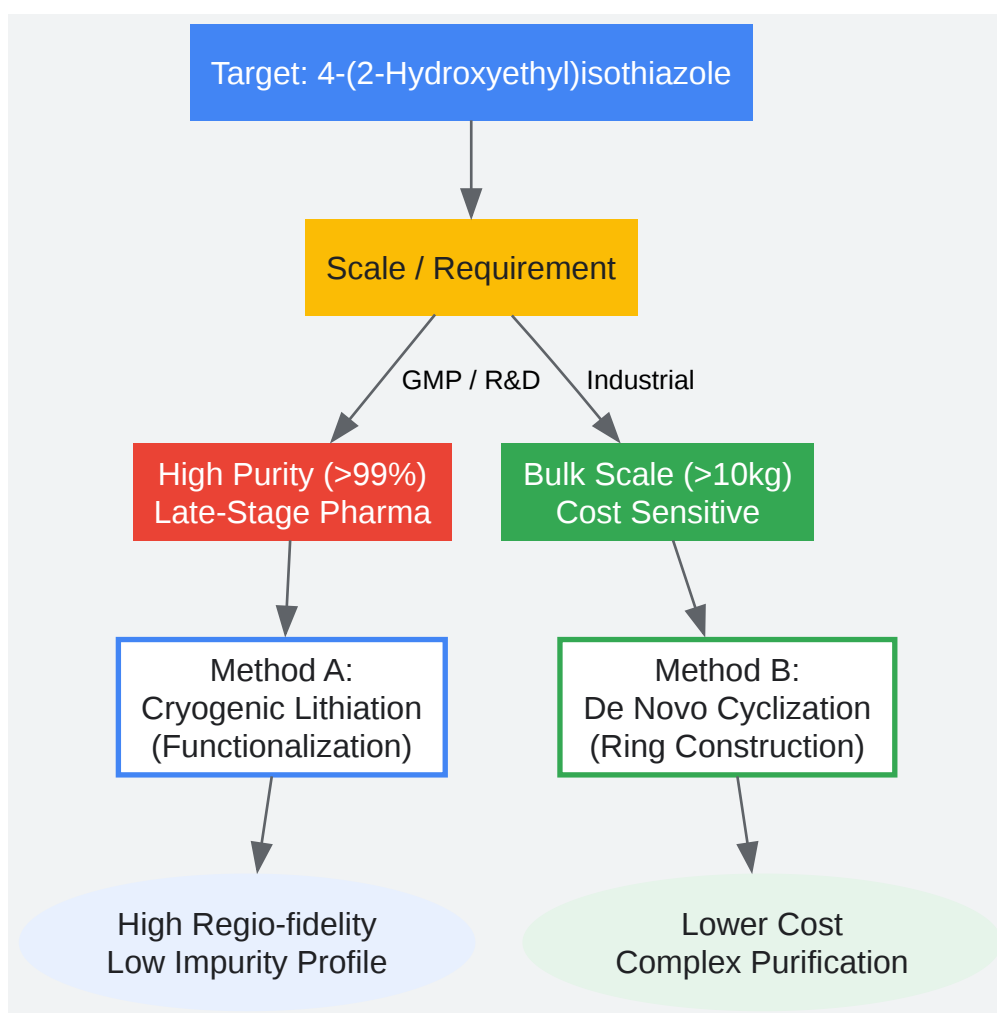 Target: 4-(2-Hydroxyethyl)isothiazole
Scale / Requirement
GMP / R&D
Industrial
High Purity (>99%)
Late-Stage Pharma
Bulk Scale (>10kg)
Cost Sensitive
Method A:
Cryogenic Lithiation
(Functionalization)
Method B:
De Novo Cyclization
(Ring Construction)
High Regio-fidelity
Low Impurity Profile
Lower Cost
Complex Purification